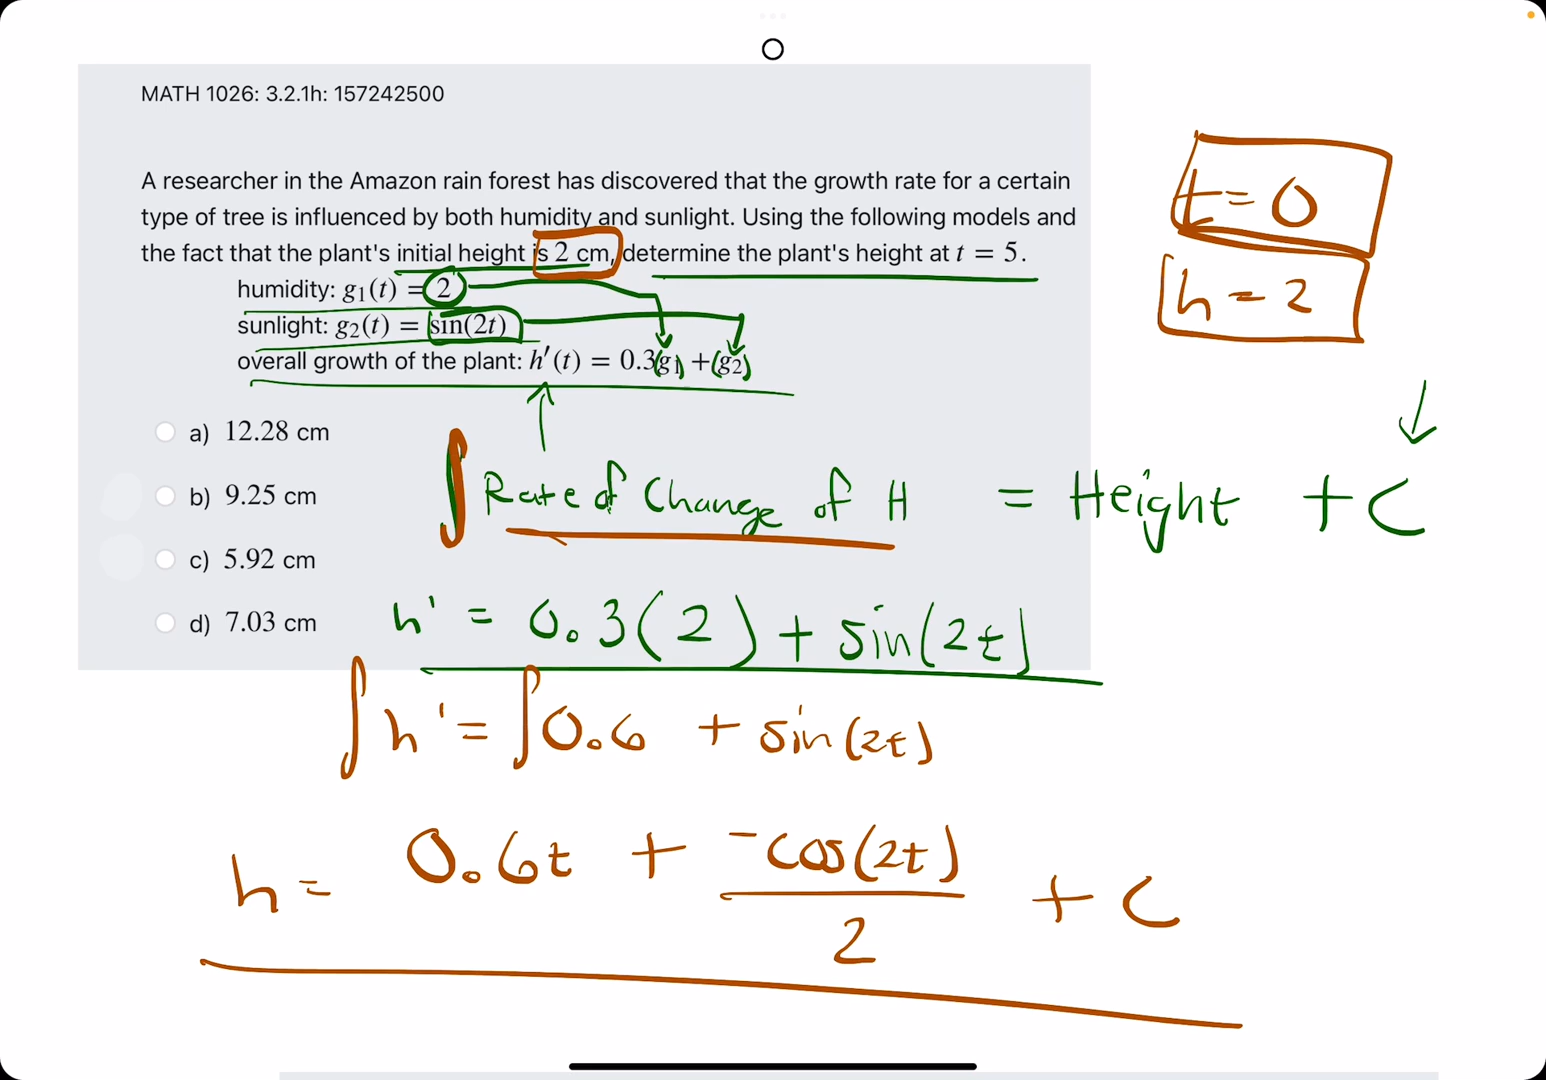 MATH 1026: 3.2.1h: 157242500
A researcher in the Amazon rain forest has discovered that the growth rate for a certain
type of tree is influenced by both humidity and sunlight. Using the following models and
the fact that the plant's initial height is 2 cm, determine the plant's height at t = 5.
humidity: g₁(t) = 2
sunlight: g₂(t) = sin(2t)
overall growth of the plant: h′(t) = 0.3(g₁) + (g₂)
t = 0
h = 2
a) 12.28 cm
b) 9.25 cm
c) 5.92 cm
d) 7.03 cm
∫ Rate of Change of H = Height + C
h' = 0.3(2) + sin(2t)
∫h' = ∫0.6 + sin(2t)
h = 0.6t + -cos(2t)/2 + C